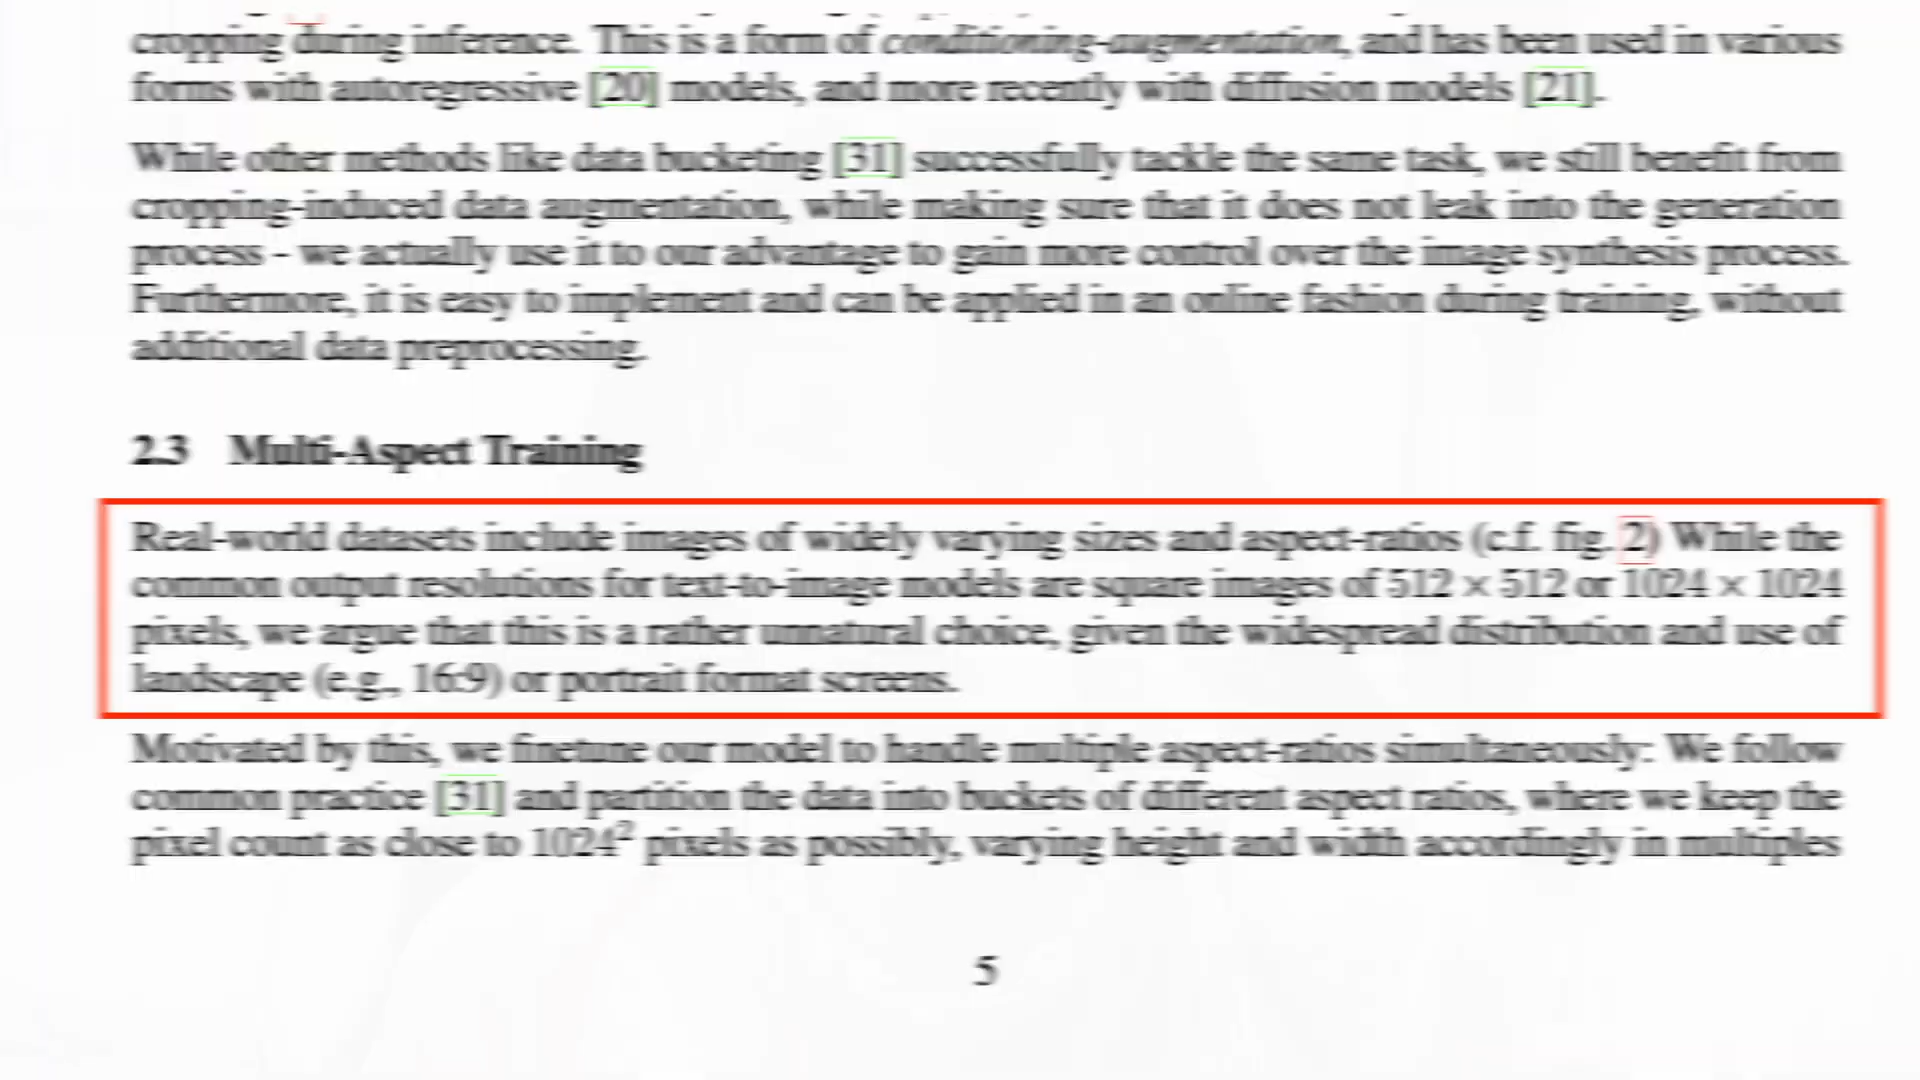 cropping during inference. This is a form of conditioning-augmentation, and has been used in various
forms with autoregressive [20] models, and more recently with diffusion models [21].
While other methods like data bucketing [31] successfully tackle the same task, we still benefit from
cropping-induced data augmentation, while making sure that it does not leak into the generation
process - we actually use it to our advantage to gain more control over the image synthesis process.
Furthermore, it is easy to implement and can be applied in an online fashion during training, without
additional data preprocessing.
2.3 Multi-Aspect Training
Real-world datasets include images of widely varying sizes and aspect-ratios (c.f. fig. 2) While the
common output resolutions for text-to-image models are square images of 512 × 512 or 1024 × 1024
pixels, we argue that this is a rather unnatural choice, given the widespread distribution and use of
landscape (e.g., 16:9) or portrait format screens.
Motivated by this, we finetune our model to handle multiple aspect-ratios simultaneously: We follow
common practice [31] and partition the data into buckets of different aspect ratios, where we keep the
pixel count as close to 1024² pixels as possibly, varying height and width accordingly in multiples
5